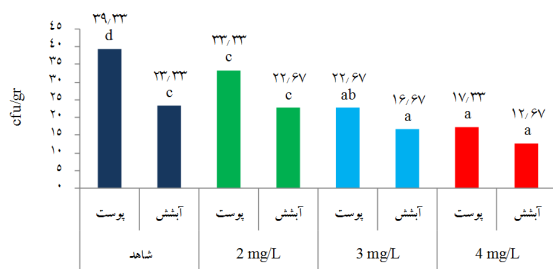 cfu/gr
۴۵
۴۰
۳۵
۳۰
۲۵
۲۰
۱۵
۱۰
۵
۰
۳۹٫۳۳
d
۲۳٫۳۳
c
۳۳٫۳۳
c
۲۲٫۶۷
c
۲۲٫۶۷
ab
۱۶٫۶۷
a
۱۷٫۳۳
a
۱۲٫۶۷
a
پوست آبشش پوست آبشش پوست آبشش پوست آبشش
شاهد 2 mg/L 3 mg/L 4 mg/L